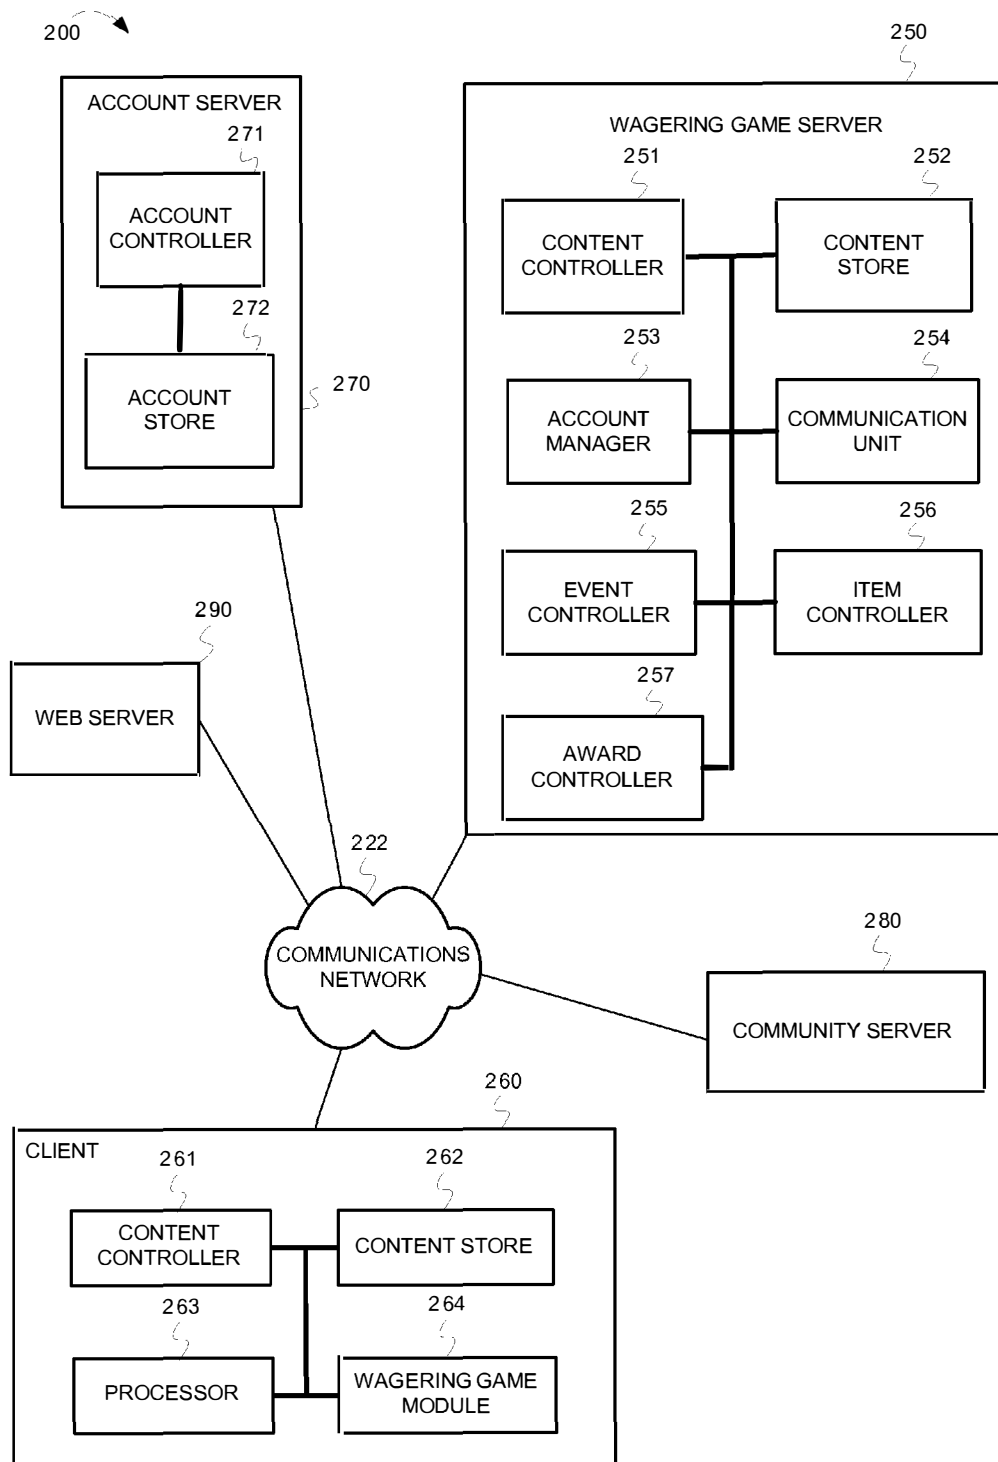 200
250
ACCOUNT SERVER
271
ACCOUNT
CONTROLLER
272
ACCOUNT
STORE
270
WAGERING GAME SERVER
251
CONTENT
CONTROLLER
252
CONTENT
STORE
253
ACCOUNT
MANAGER
254
COMMUNICATION
UNIT
255
EVENT
CONTROLLER
256
ITEM
CONTROLLER
257
AWARD
CONTROLLER
290
WEB SERVER
222
COMMUNICATIONS
NETWORK
280
COMMUNITY SERVER
260
CLIENT
261
CONTENT
CONTROLLER
262
CONTENT STORE
263
PROCESSOR
264
WAGERING GAME
MODULE